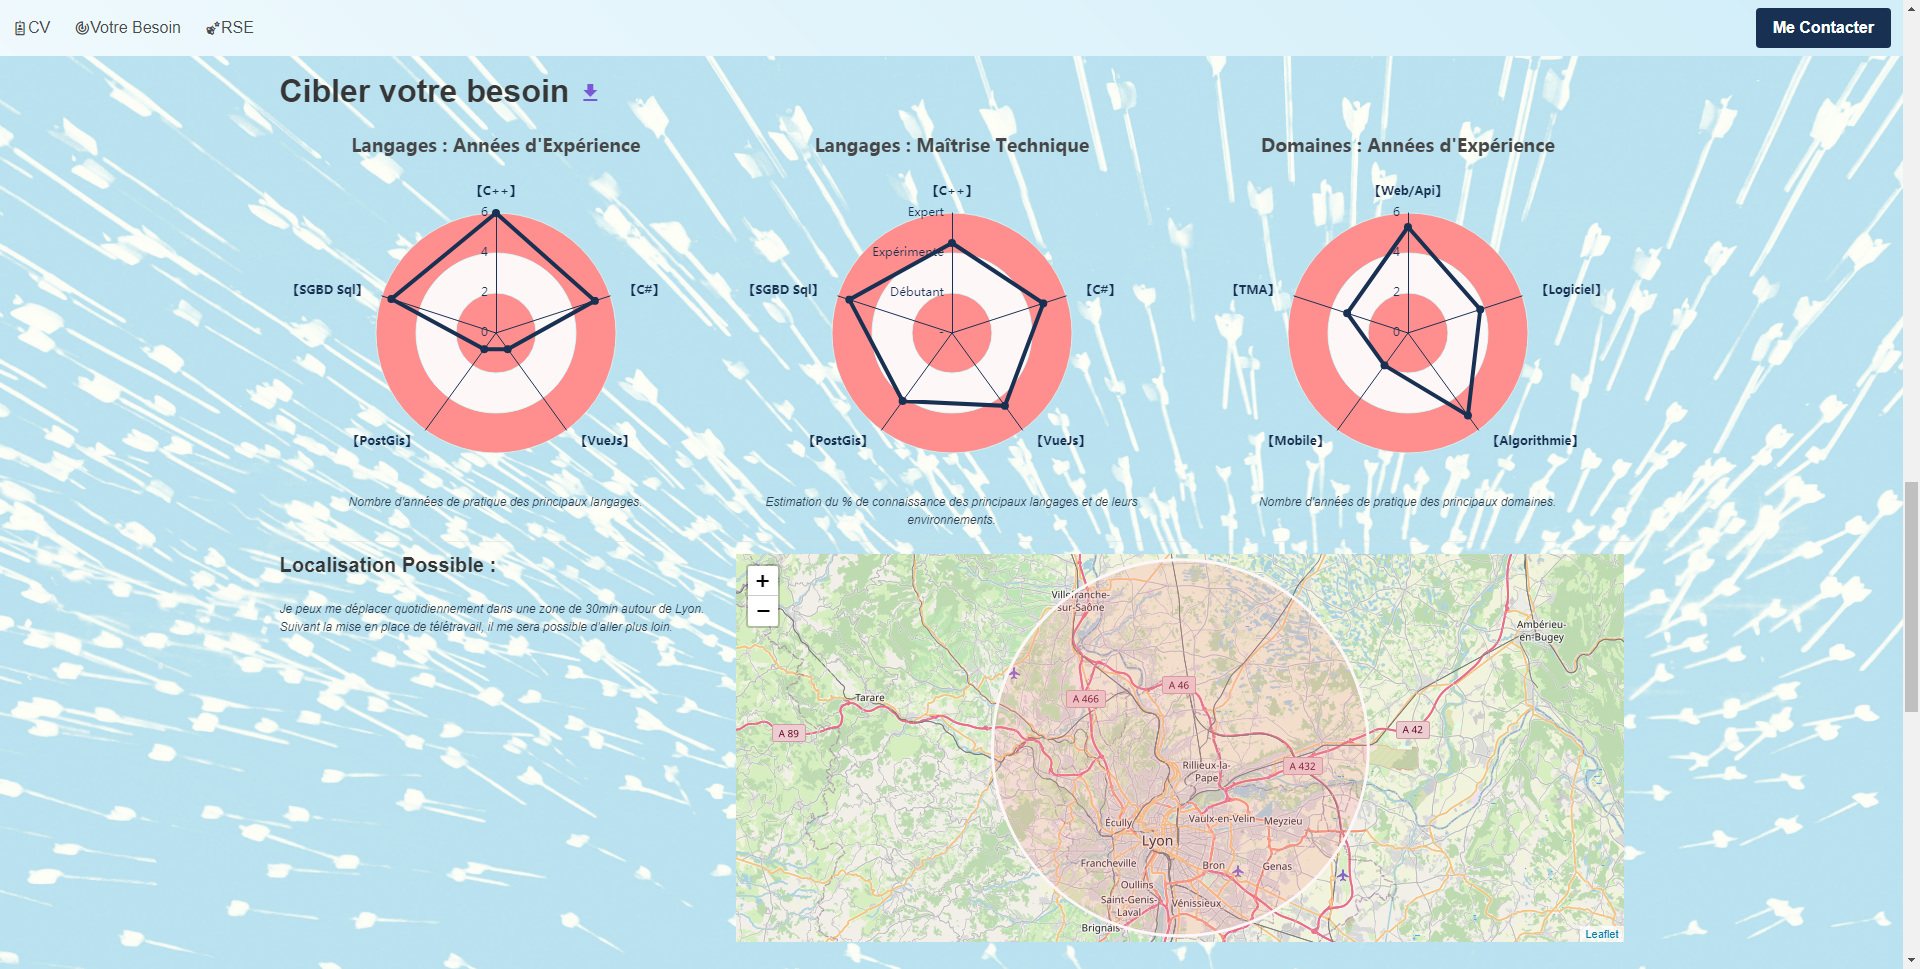 CV
Votre Besoin
RSE
Me Contacter
Cibler votre besoin
Langages : Années d'Expérience
【C++】
6
4
2
0
【SGBD Sql】
【C#】
【PostGis】
【VueJs】
Nombre d'années de pratique des principaux langages.
Langages : Maîtrise Technique
【C++】
Expert
Expérimenté
Débutant
-
【SGBD Sql】
【C#】
【PostGis】
【VueJs】
Estimation du % de connaissance des principaux langages et de leurs
environnements.
Domaines : Années d'Expérience
【Web/Api】
6
4
2
0
【TMA】
【Logiciel】
【Mobile】
【Algorithmie】
Nombre d'années de pratique des principaux domaines.
Localisation Possible :
Je peux me déplacer quotidiennement dans une zone de 30min autour de Lyon.
Suivant la mise en place de télétravail, il me sera possible d'aller plus loin.
+
−
Villefranche-
sur-Saône
Ambérieu-
en-Bugey
Tarare
A 46
A 466
A 89
A 42
Rillieux-la-
Pape
A 432
Écully
Vaulx-en-Velin
Meyzieu
Lyon
Francheville
Bron
Genas
Oullins
Saint-Genis-
Laval
Vénissieux
Brignais
Leaflet